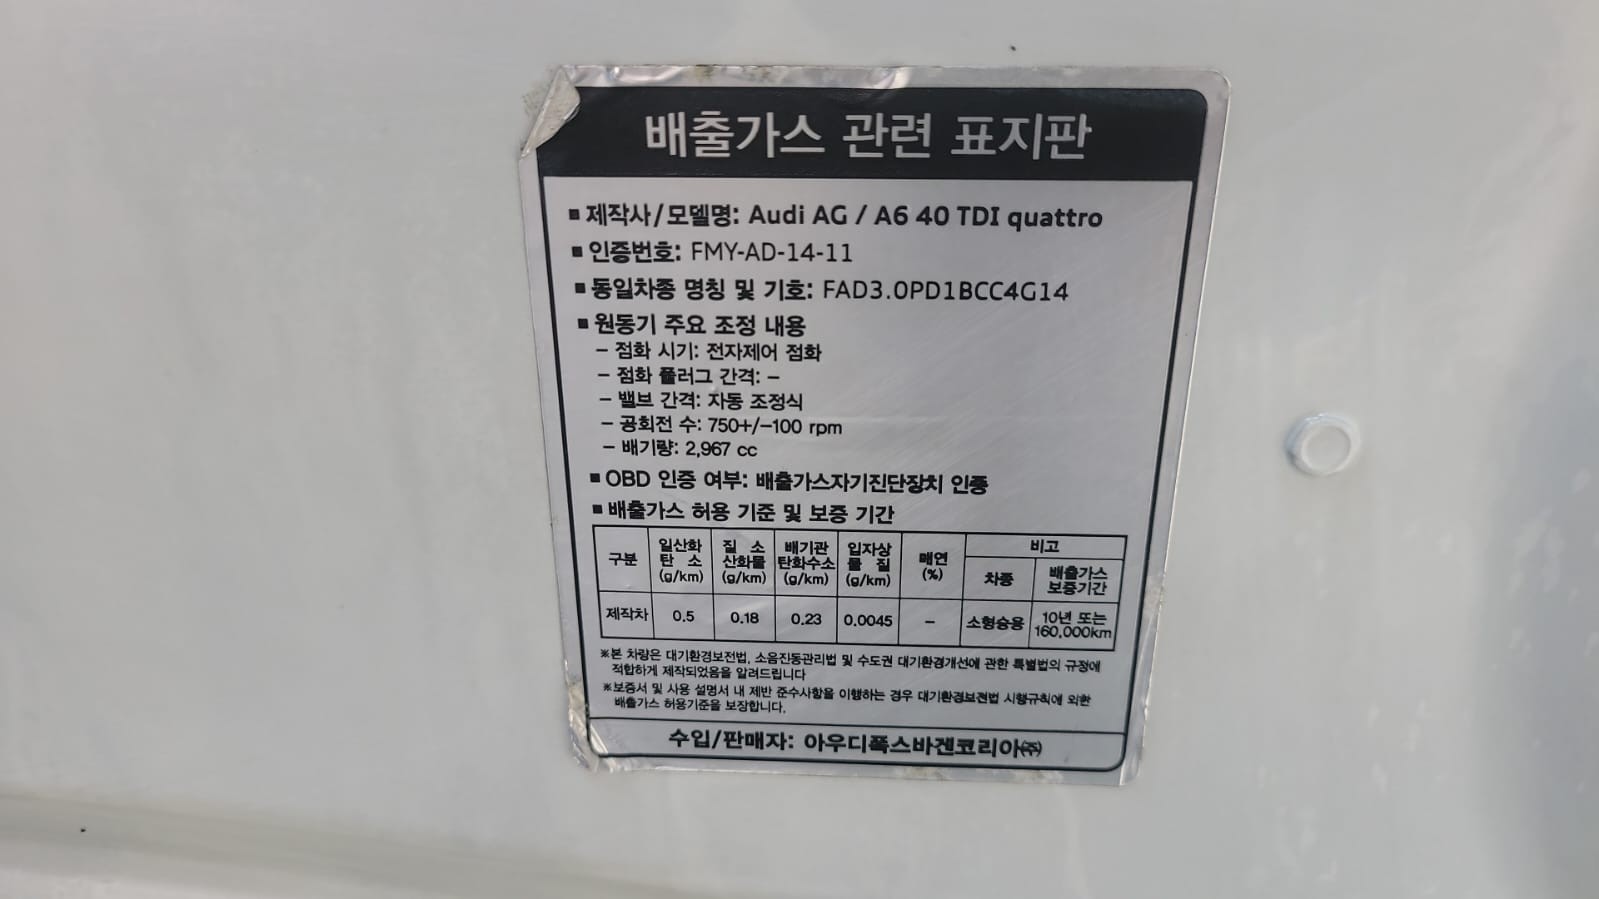 배출가스 관련 표지판
▪ 제작사/모델명: Audi AG / A6 40 TDI quattro
▪ 인증번호: FMY-AD-14-11
▪ 동일차종 명칭 및 기호: FAD3.0PD1BCC4G14
▪ 원동기 주요 조정 내용
– 점화 시기: 전자제어 점화
– 점화 플러그 간격: –
– 밸브 간격: 자동 조정식
– 공회전 수: 750+/–100 rpm
– 배기량: 2,967 cc
▪ OBD 인증 여부: 배출가스자기진단장치 인증
▪ 배출가스 허용 기준 및 보증 기간
구분 일산화탄 소 (g/km) 질 소산화물 (g/km) 배기관탄화수소 (g/km) 입자상물 질 (g/km) 매연 (%) 비고
차종 배출가스 보증기간
제작차 0.5 0.18 0.23 0.0045 – 소형승용 10년 또는 160,000km
※본 차량은 대기환경보전법, 소음진동관리법 및 수도권 대기환경개선에 관한 특별법의 규정에
적합하게 제작되었음을 알려드립니다
※보증서 및 사용 설명서 내 제반 준수사항을 이행하는 경우 대기환경보전법 시행규칙에 의한
배출가스 허용기준을 보장합니다.
수입/판매자: 아우디폭스바겐코리아㈜